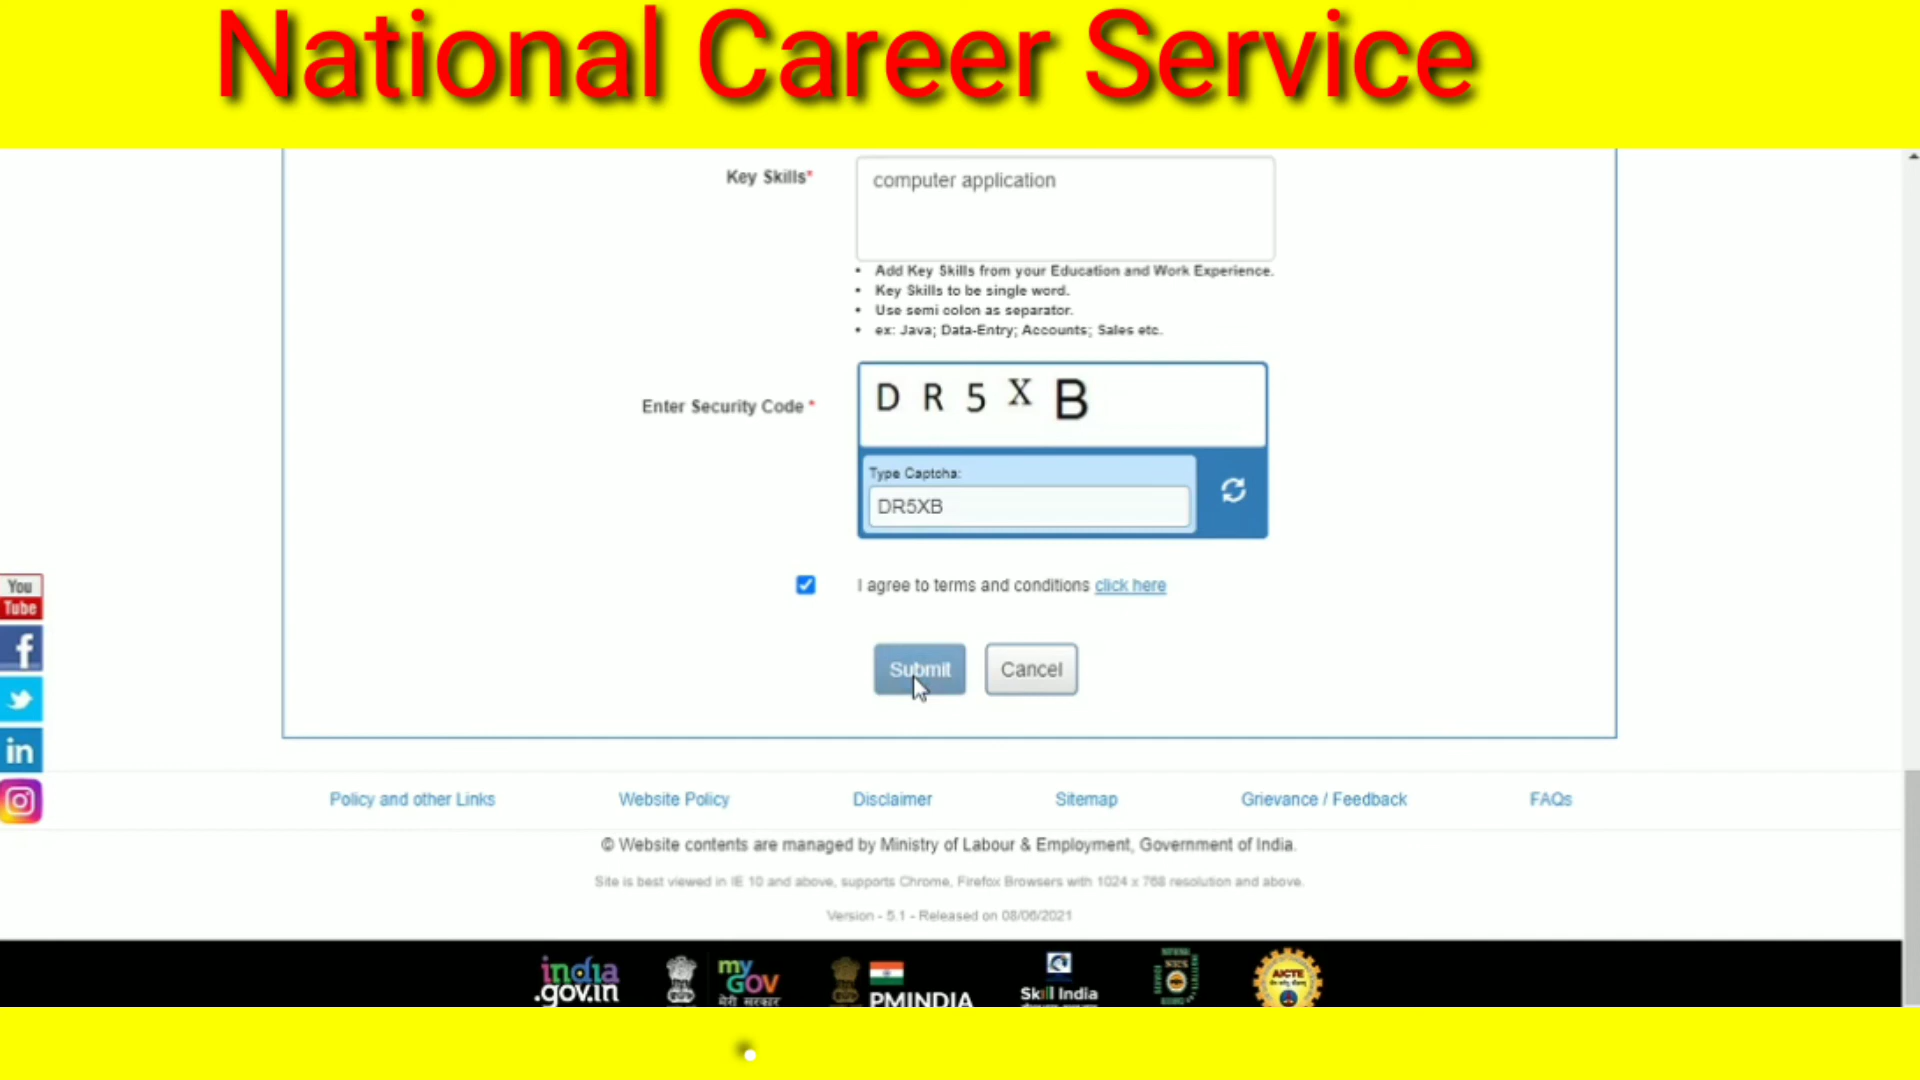 National Career Service
Key Skills*
computer application
• Add Key Skills from your Education and Work Experience.
• Key Skills to be single word.
• Use semi colon as separator.
• ex: Java; Data-Entry; Accounts; Sales etc.
Enter Security Code *
D R 5 X B
Type Captcha:
DR5XB
I agree to terms and conditions click here
Submit
Cancel
You
Tube
f
in
Policy and other Links
Website Policy
Disclaimer
Sitemap
Grievance / Feedback
FAQs
© Website contents are managed by Ministry of Labour & Employment, Government of India.
Site is best viewed in IE 10 and above, supports Chrome, Firefox Browsers with 1024 x 768 resolution and above.
Version - 5.1 - Released on 08/06/2021
india
.gov.in
my
GOV
मेरी सरकार
PMINDIA
Skill India
NICS
AICTE